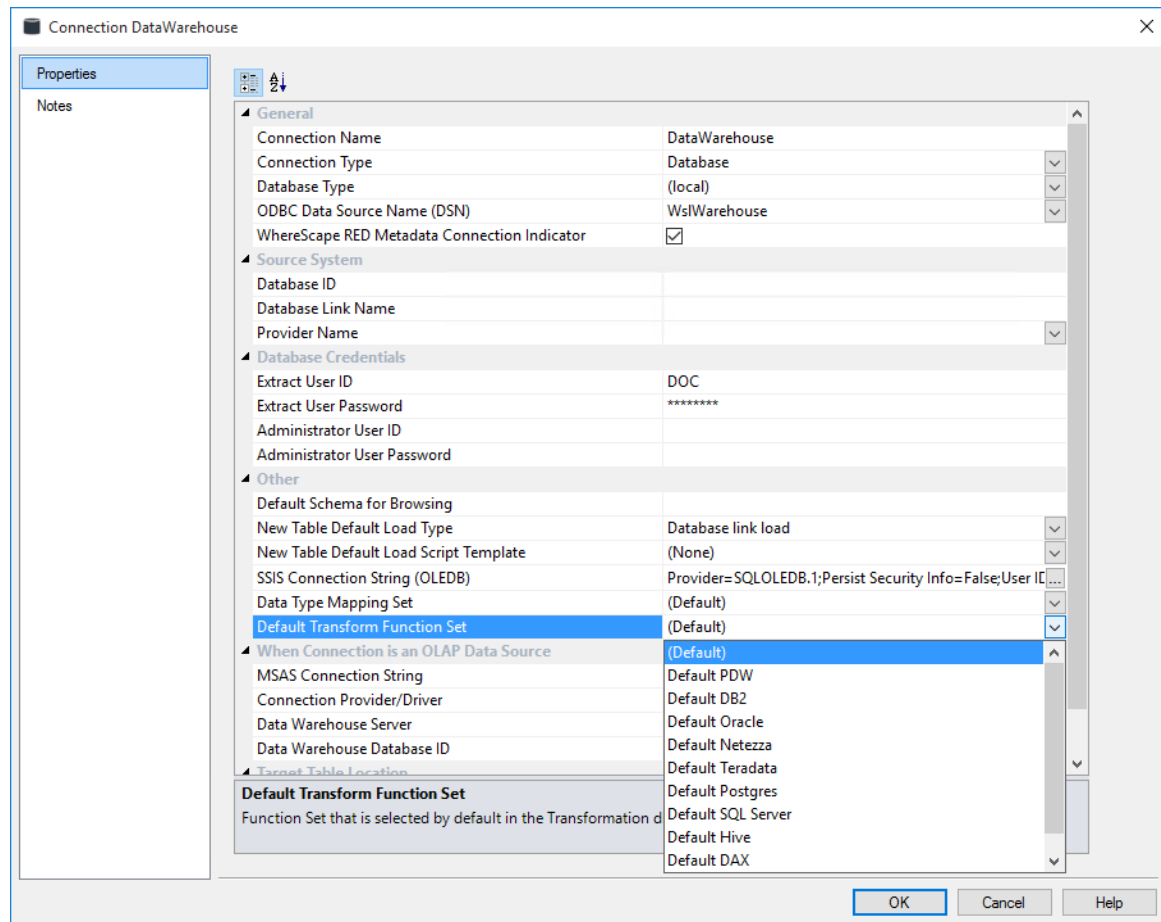 Connection DataWarehouse
Properties
Notes
General
Connection Name DataWarehouse
Connection Type Database
Database Type (local)
ODBC Data Source Name (DSN) WslWarehouse
WhereScape RED Metadata Connection Indicator
Source System
Database ID
Database Link Name
Provider Name
Database Credentials
Extract User ID DOC
Extract User Password ********
Administrator User ID
Administrator User Password
Other
Default Schema for Browsing
New Table Default Load Type Database link load
New Table Default Load Script Template (None)
SSIS Connection String (OLEDB) Provider=SQLOLEDB.1;Persist Security Info=False;User ID ...
Data Type Mapping Set (Default)
Default Transform Function Set (Default)
When Connection is an OLAP Data Source (Default)
MSAS Connection String Default PDW
Connection Provider/Driver Default DB2
Data Warehouse Server Default Oracle
Data Warehouse Database ID Default Netezza
Target Table Location Default Teradata
Default Transform Function Set Default Postgres
Function Set that is selected by default in the Transformation d Default SQL Server
Default Hive
Default DAX
OK Cancel Help